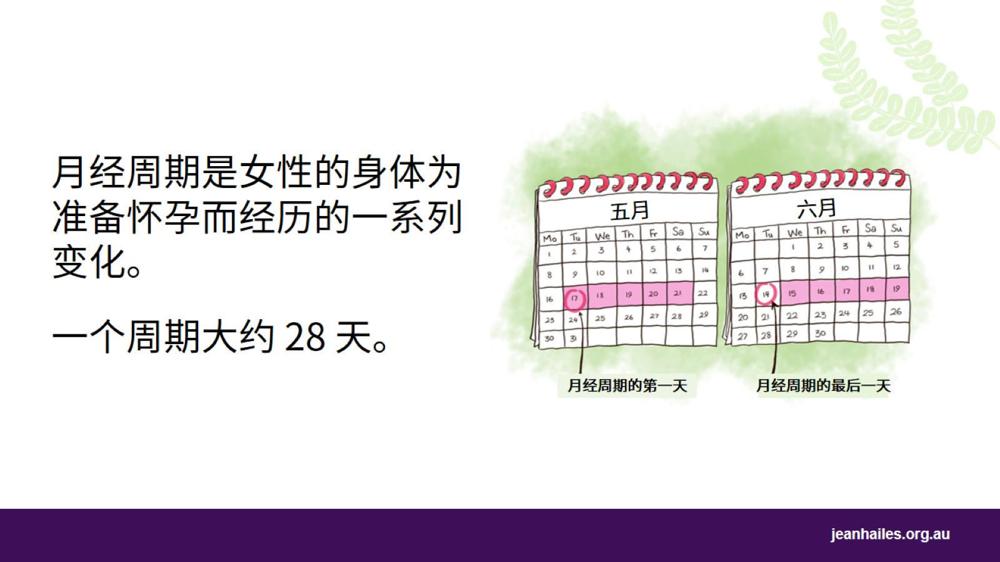 月经周期是女性的身体为
准备怀孕而经历的一系列
变化。
一个周期大约 28 天。
五月
Mo Tu We Th Fr Sa Su
1 2 3 4 5 6 7
8 9 10 11 12 13 14
16 17 18 19 20 21 22
23 24 25 26 27 28 29
30 31
月经周期的第一天
六月
Mo Tu We Th Fr Sa Su
1 2 3 4 5
6 7 8 9 10 11 12
13 14 15 16 17 18 19
20 21 22 23 24 25 26
27 28 29 30
月经周期的最后一天
jeanhailes.org.au